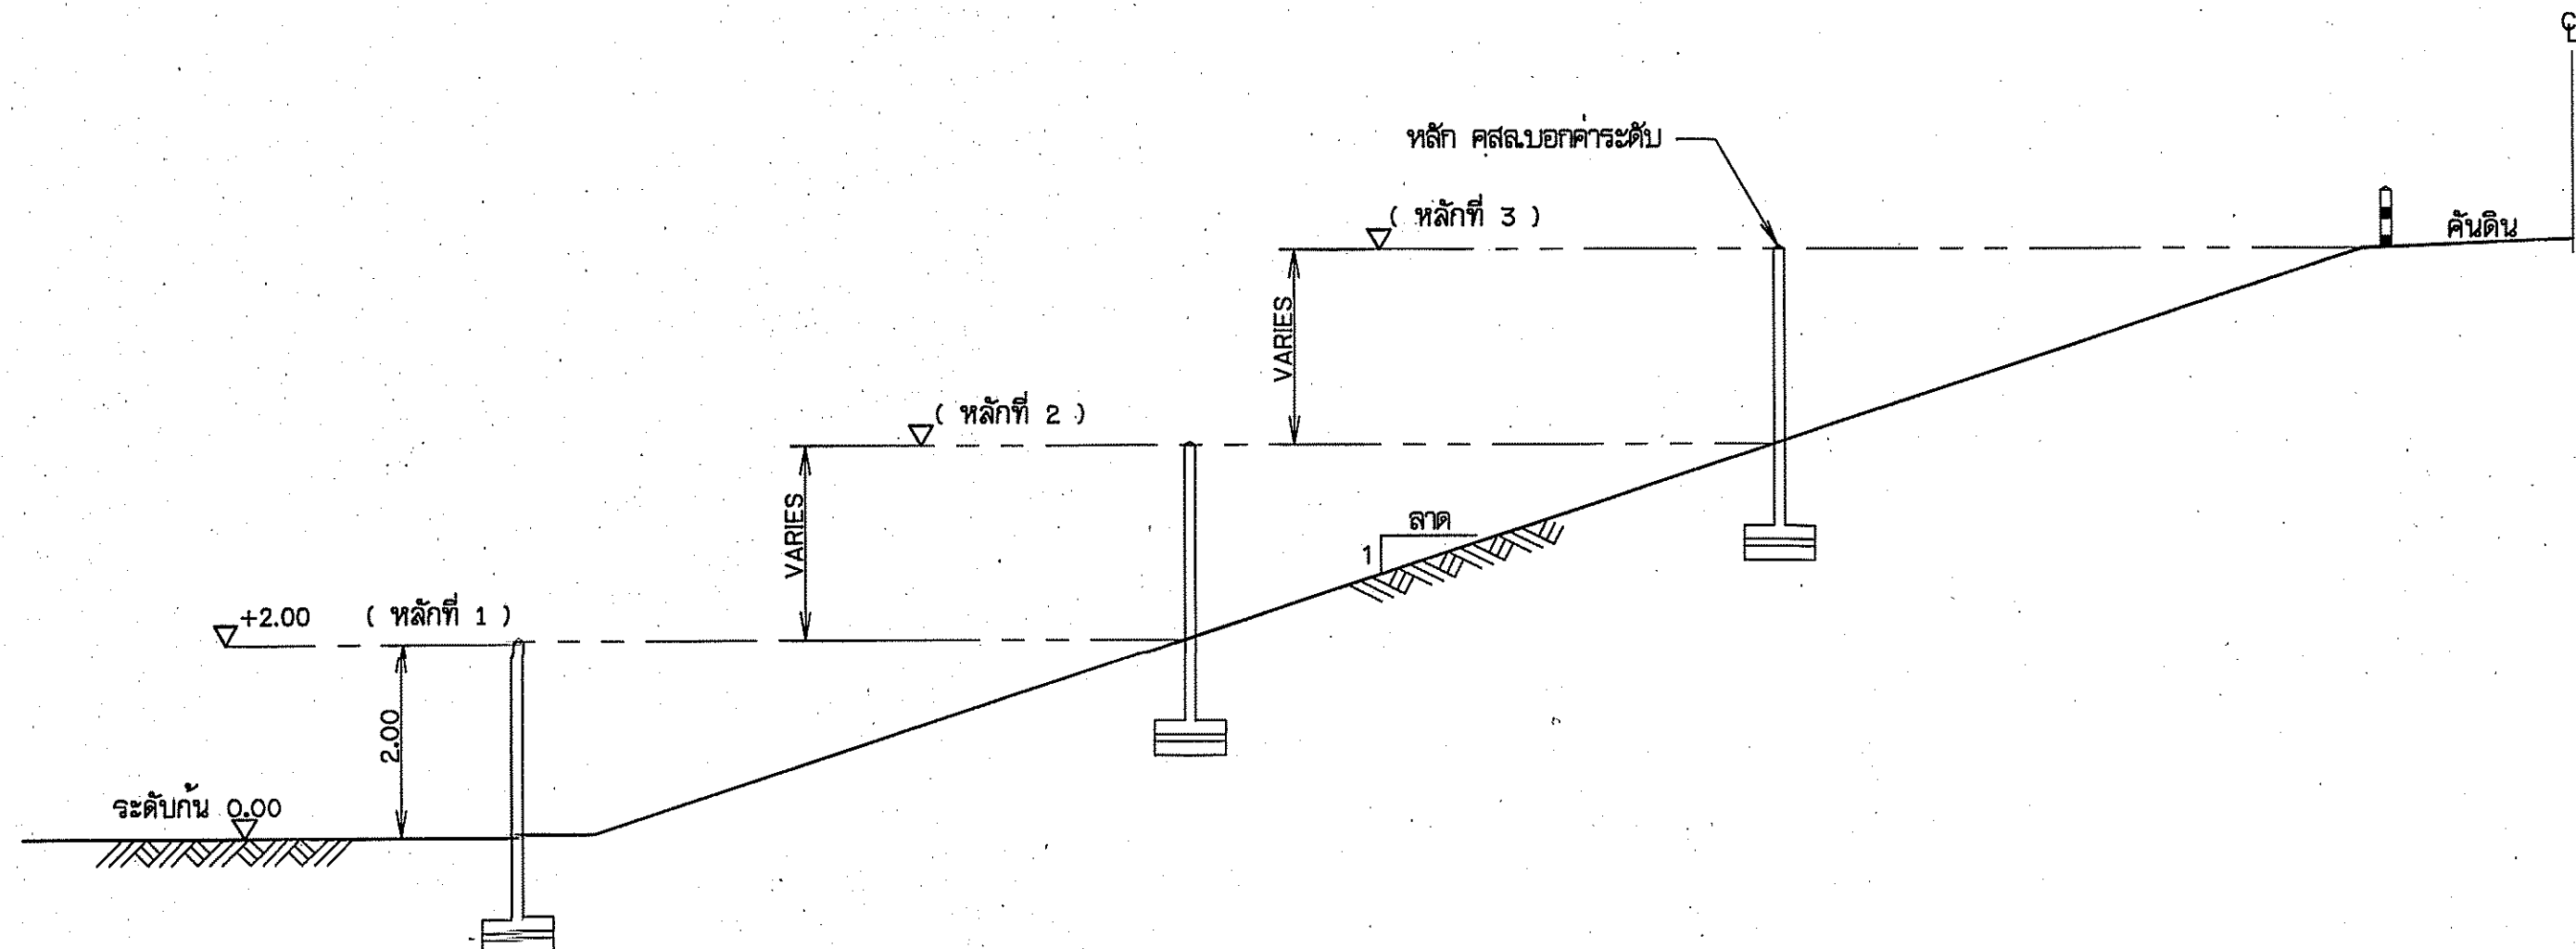 ℄
หลัก คสล.บอกค่าระดับ
( หลักที่ 3 )
คันดิน
VARIES
( หลักที่ 2 )
VARIES
ลาด
1
+2.00 ( หลักที่ 1 )
2.00
ระดับก้น 0.00